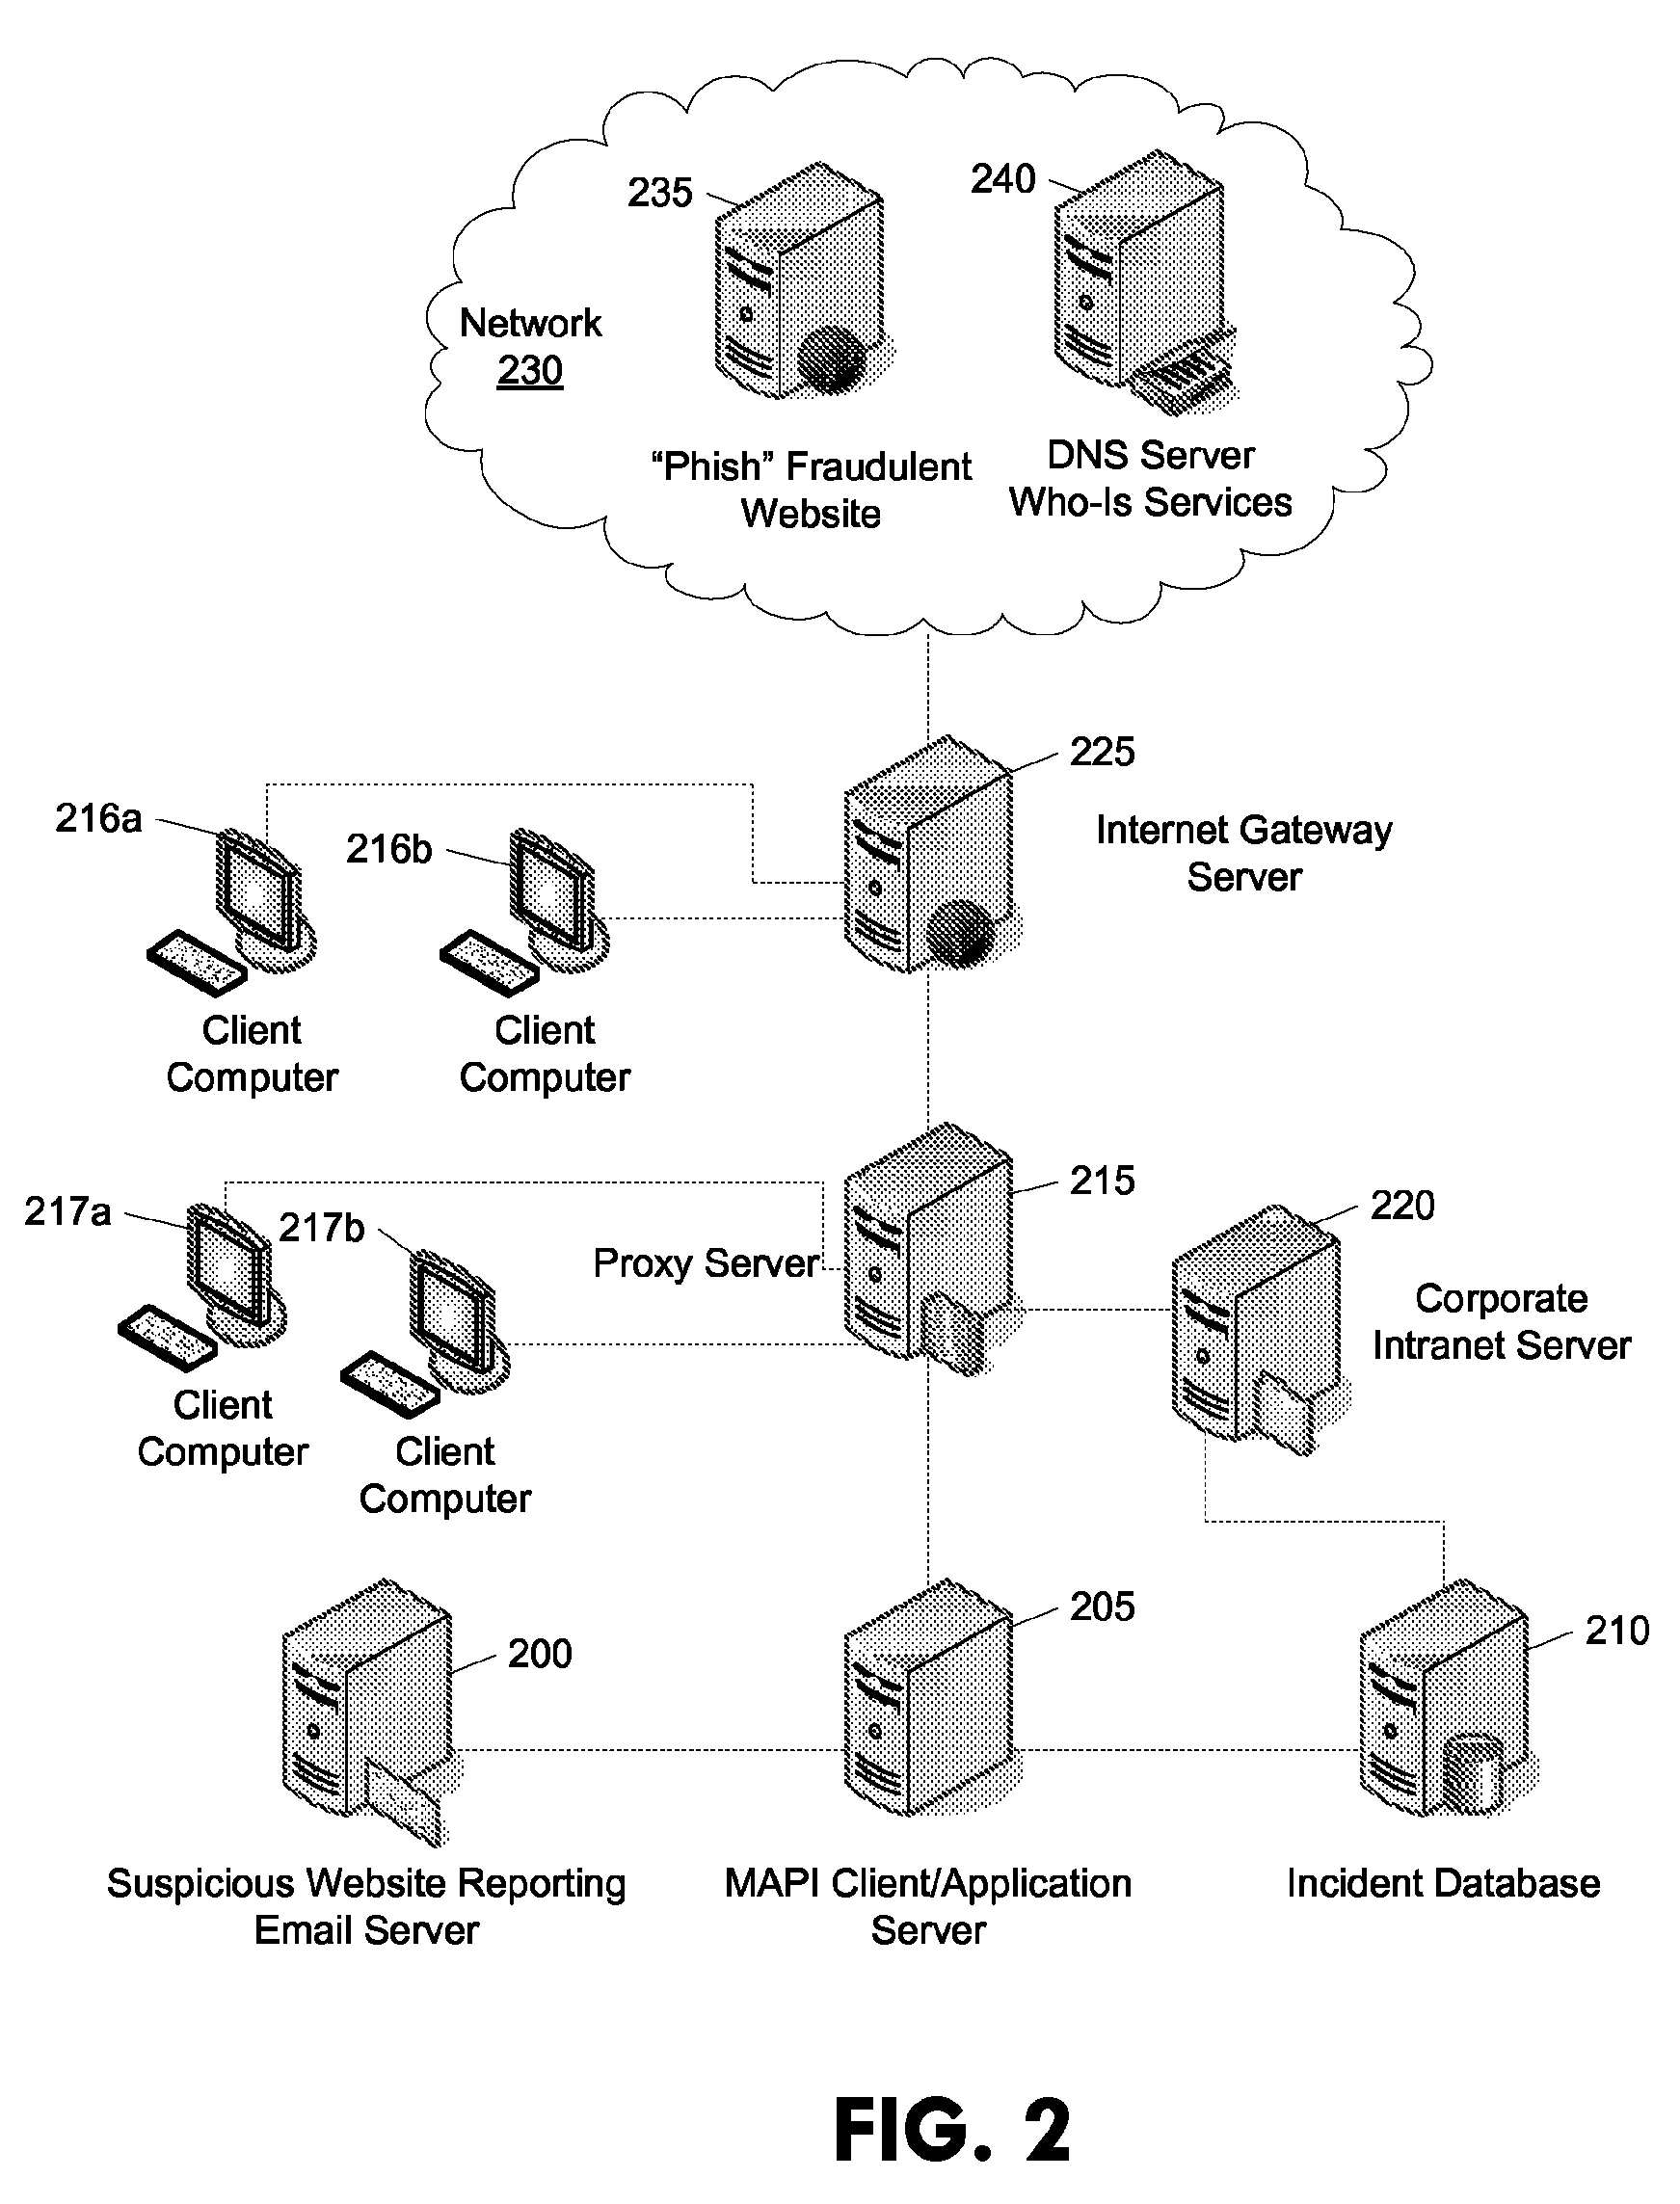 235
240
Network
230
“Phish” Fraudulent
Website
DNS Server
Who-Is Services
225
216a
216b
Internet Gateway
Server
Client
Computer
Client
Computer
215
217a
217b
220
Proxy Server
Corporate
Intranet Server
Client
Computer
Client
Computer
200
205
210
Suspicious Website Reporting
Email Server
MAPI Client/Application
Server
Incident Database
FIG. 2